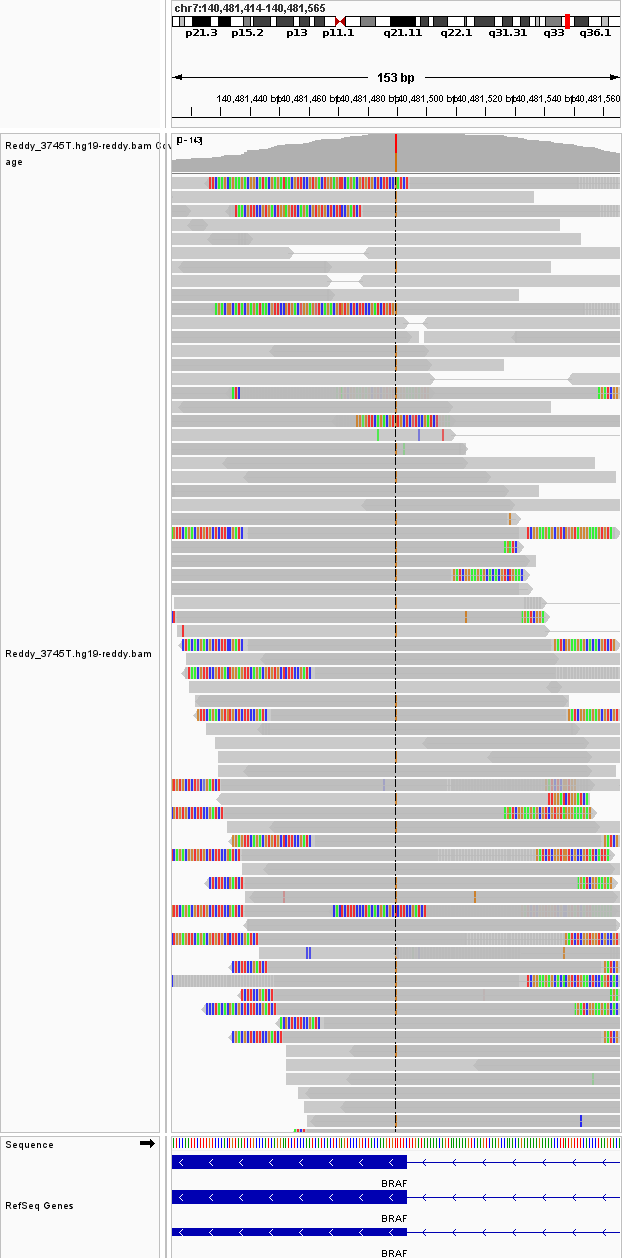 chr7:140,481,414-140,481,565
p21.3 p15.2 p13 p11.1 q21.11 q22.1 q31.31 q33 q36.1
153 bp
140,481,440 bp 140,481,460 bp 140,481,480 bp 140,481,500 bp 140,481,520 bp 140,481,540 bp 140,481,560
Reddy_3745T.hg19-reddy.bam Cov
age
[0 - 143]
Reddy_3745T.hg19-reddy.bam
Sequence
RefSeq Genes
BRAF
BRAF
BRAF